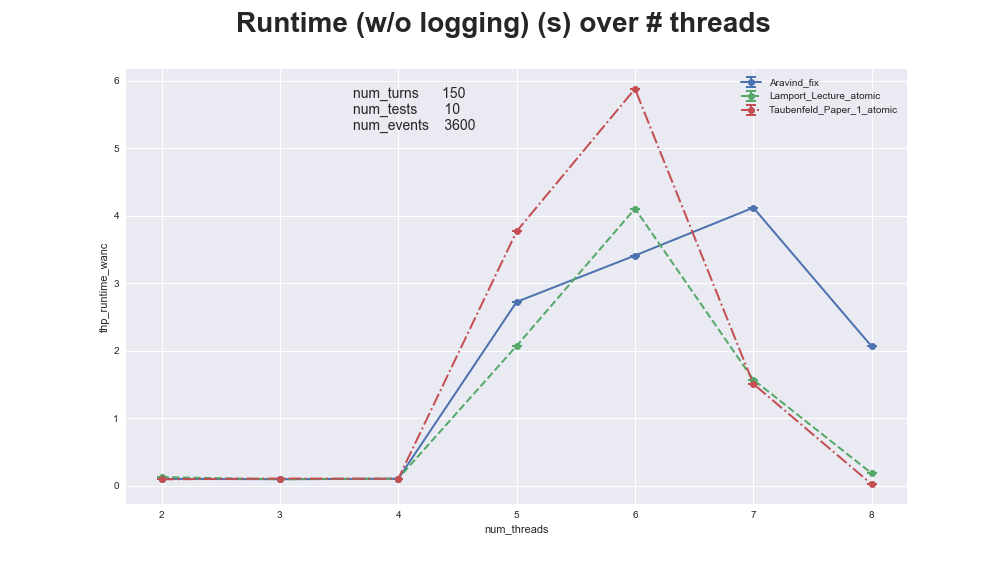 Runtime (w/o logging) (s) over # threads
num_turns 150
num_tests 10
num_events 3600
Aravind_fix
Lamport_Lecture_atomic
Taubenfeld_Paper_1_atomic
thp_runtime_wanc
6
5
4
3
2
1
0
2 3 4 5 6 7 8
num_threads